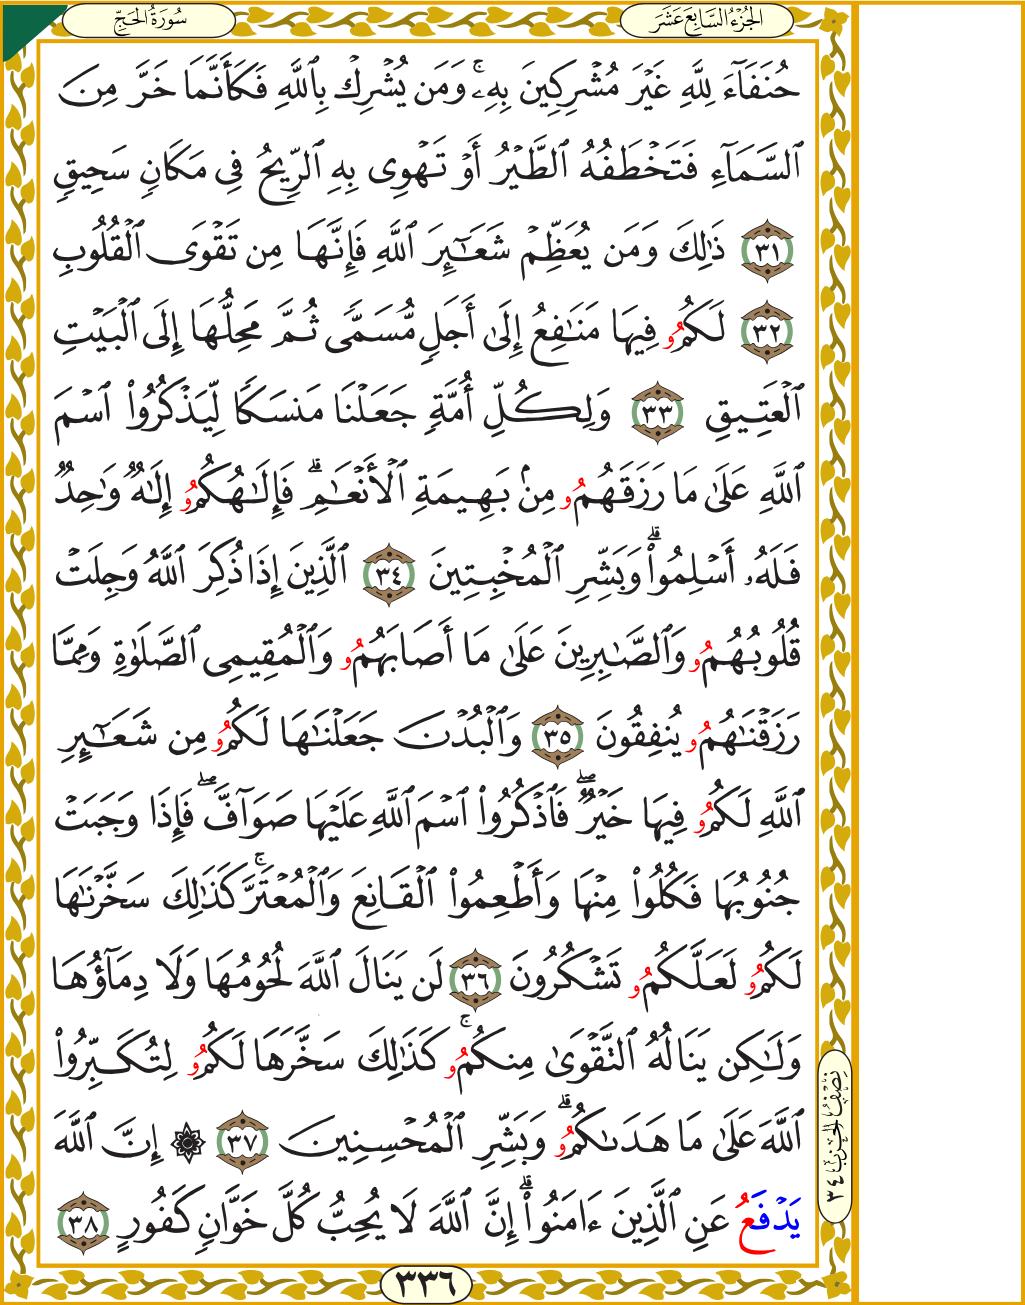 سُورَةُ الحَجِّ
الجُزْءُ السَّابِعَ عَشَرَ
حُنَفَآءَ لِلَّهِ غَيْرَ مُشْرِكِينَ بِهِۦۚ وَمَن يُشْرِكْ بِٱللَّهِ فَكَأَنَّمَا خَرَّ مِنَ
ٱلسَّمَآءِ فَتَخْطَفُهُ ٱلطَّيْرُ أَوْ تَهْوِى بِهِ ٱلرِّيحُ فِى مَكَانٍ سَحِيقٍ
٣١ ذَٰلِكَ وَمَن يُعَظِّمْ شَعَٰٓئِرَ ٱللَّهِ فَإِنَّهَا مِن تَقْوَى ٱلْقُلُوبِ
٣٢ لَكُمُو فِيهَا مَنَٰفِعُ إِلَىٰٓ أَجَلٍ مُّسَمًّى ثُمَّ مَحِلُّهَا إِلَى ٱلْبَيْتِ
ٱلْعَتِيقِ ٣٣ وَلِكُلِّ أُمَّةٍ جَعَلْنَا مَنسَكًا لِّيَذْكُرُوا۟ ٱسْمَ
ٱللَّهِ عَلَىٰ مَا رَزَقَهُمُو مِنۢ بَهِيمَةِ ٱلْأَنْعَٰمِۗ فَإِلَٰهُكُمُو إِلَٰهٌ وَٰحِدٌ
فَلَهُۥ أَسْلِمُوا۟ۗ وَبَشِّرِ ٱلْمُخْبِتِينَ ٣٤ ٱلَّذِينَ إِذَا ذُكِرَ ٱللَّهُ وَجِلَتْ
قُلُوبُهُمُو وَٱلصَّٰبِرِينَ عَلَىٰ مَا أَصَابَهُمُو وَٱلْمُقِيمِى ٱلصَّلَوٰةِ وَمِمَّا
رَزَقْنَٰهُمُو يُنفِقُونَ ٣٥ وَٱلْبُدْنَ جَعَلْنَٰهَا لَكُمُو مِن شَعَٰٓئِرِ
ٱللَّهِ لَكُمُو فِيهَا خَيْرٌۖ فَٱذْكُرُوا۟ ٱسْمَ ٱللَّهِ عَلَيْهَا صَوَآفَّۖ فَإِذَا وَجَبَتْ
جُنُوبُهَا فَكُلُوا۟ مِنْهَا وَأَطْعِمُوا۟ ٱلْقَانِعَ وَٱلْمُعْتَرَّۚ كَذَٰلِكَ سَخَّرْنَٰهَا
لَكُمُو لَعَلَّكُمُو تَشْكُرُونَ ٣٦ لَن يَنَالَ ٱللَّهَ لُحُومُهَا وَلَا دِمَآؤُهَا
وَلَٰكِن يَنَالُهُ ٱلتَّقْوَىٰ مِنكُمُوۚ كَذَٰلِكَ سَخَّرَهَا لَكُمُو لِتُكَبِّرُوا۟
ٱللَّهَ عَلَىٰ مَا هَدَىٰكُمُوۗ وَبَشِّرِ ٱلْمُحْسِنِينَ ٣٧ ۞ إِنَّ ٱللَّهَ
يَدْفَعُ عَنِ ٱلَّذِينَ ءَامَنُوا۟ۗ إِنَّ ٱللَّهَ لَا يُحِبُّ كُلَّ خَوَّانٍ كَفُورٍ ٣٨
نِصْفُ الحِزْبِ ٣٤
٣٣٦